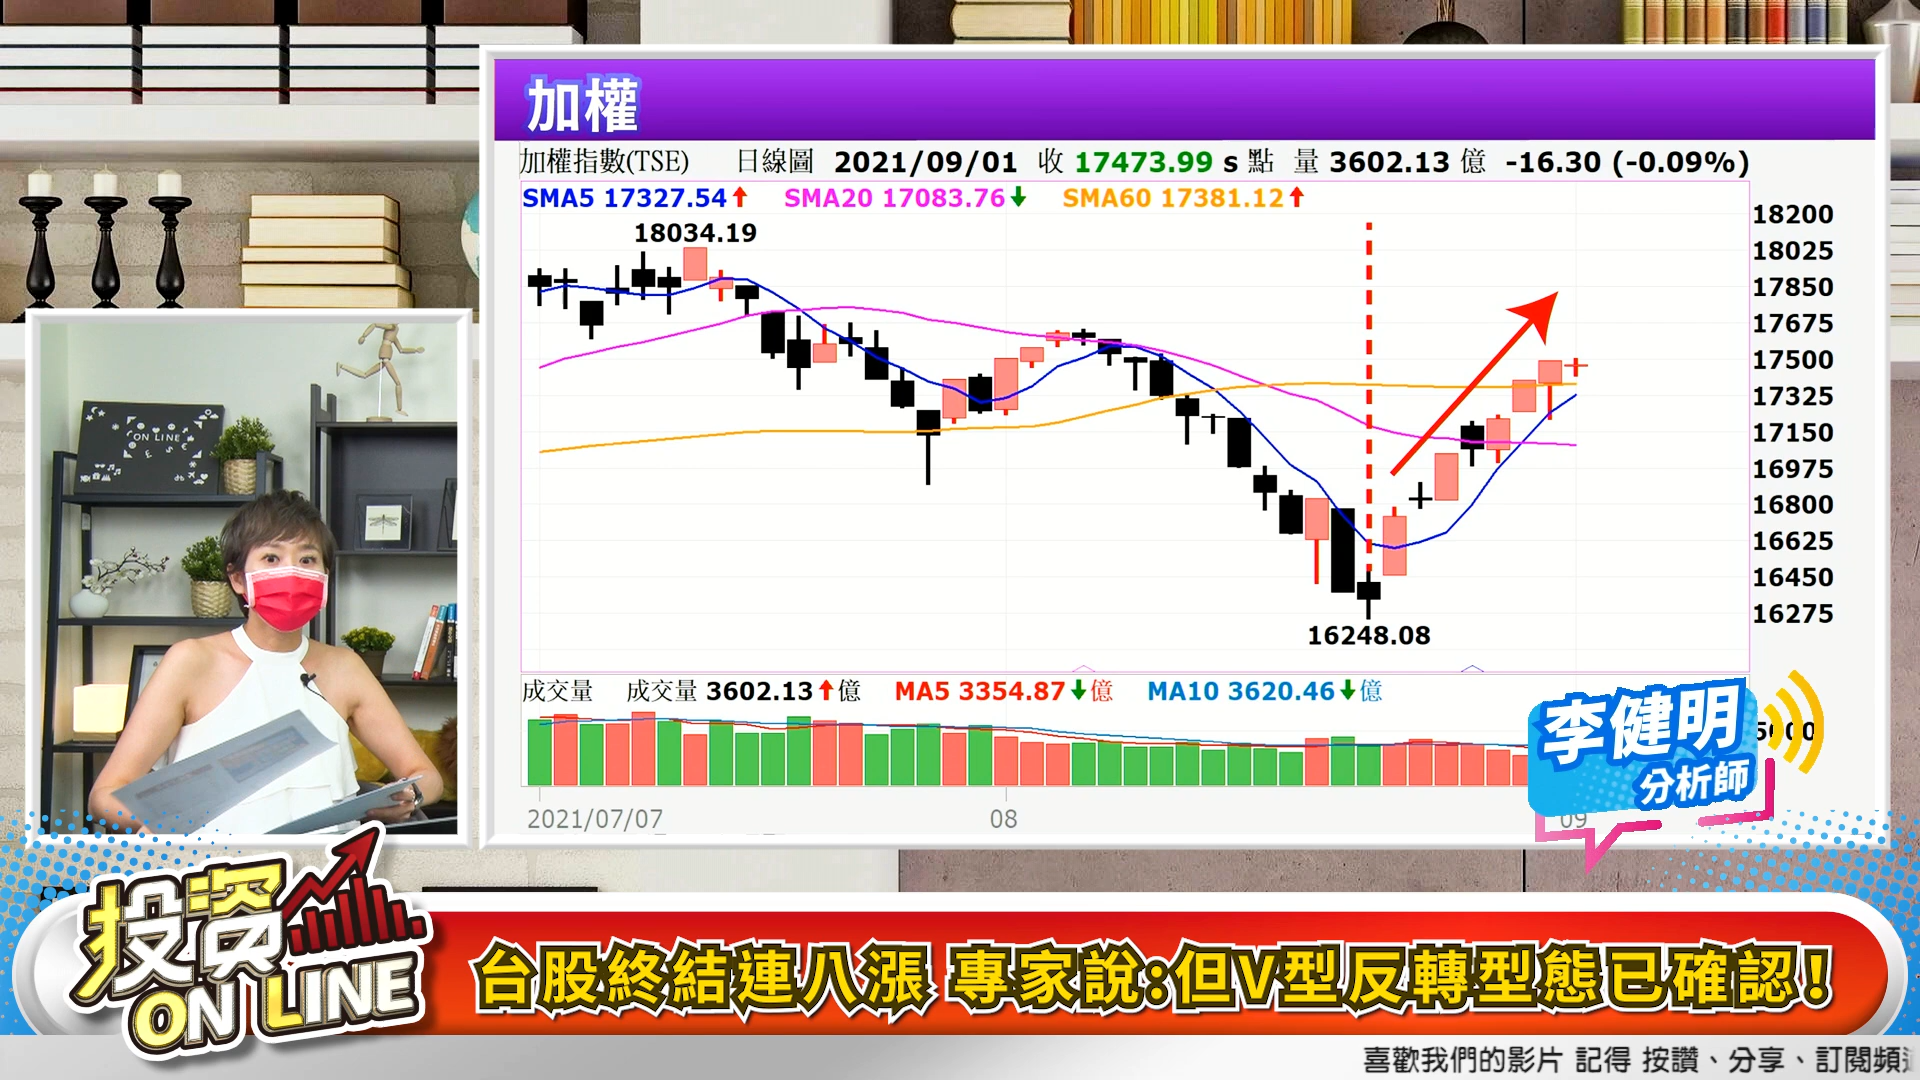 加權
加權指數(TSE) 日線圖 2021/09/01 收 17473.99 s 點 量 3602.13 億 -16.30 (-0.09%)
SMA5 17327.54 SMA20 17083.76 SMA60 17381.12
18034.19
18200
18025
17850
17675
17500
17325
17150
16975
16800
16625
16450
16275
16248.08
成交量 成交量 3602.13 億 MA5 3354.87 億 MA10 3620.46 億
5000
2021/07/07 08 09
李健明
分析師
ON LINE
投資
ON LINE
台股終結連八漲 專家說:但V型反轉型態已確認!
喜歡我們的影片 記得 按讚、分享、訂閱頻